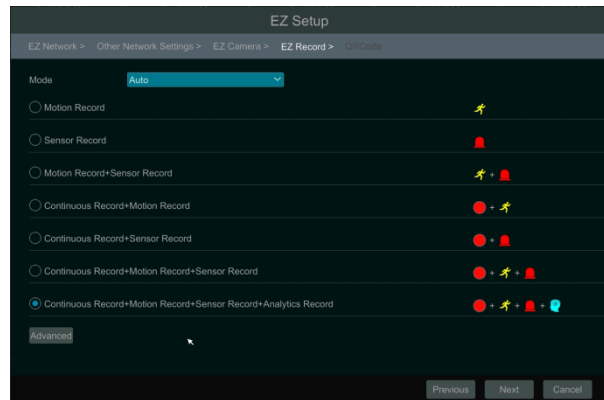 EZ Setup
EZ Network > Other Network Settings > EZ Camera > EZ Record > QRCode
Mode Auto
Motion Record
Sensor Record
Motion Record+Sensor Record +
Continuous Record+Motion Record +
Continuous Record+Sensor Record +
Continuous Record+Motion Record+Sensor Record + +
Continuous Record+Motion Record+Sensor Record+Analytics Record + + +
Advanced
Previous Next Cancel